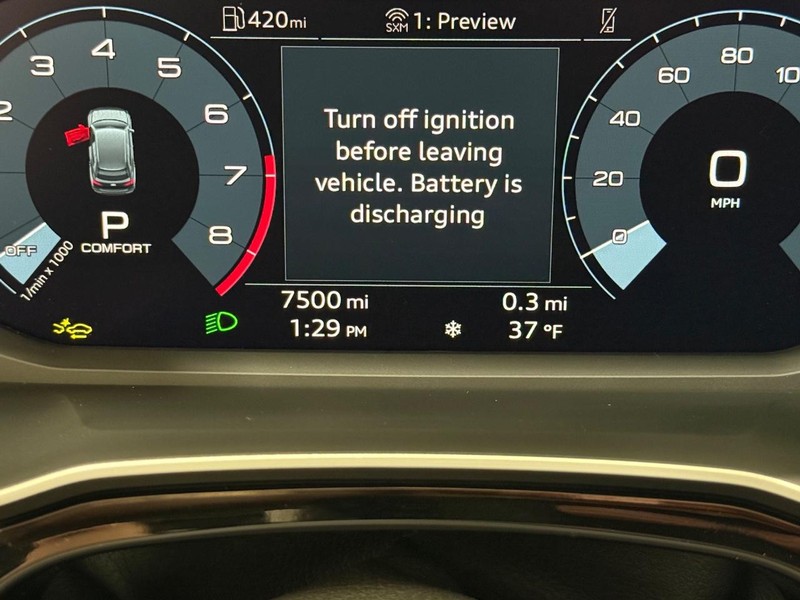 420mi
SXM 1: Preview
2 3 4 5 6 7 8
Turn off ignition
before leaving
vehicle. Battery is
discharging
0 20 40 60 80 10
0
MPH
P
COMFORT
OFF
1/min x 1000
7500 mi
0.3 mi
1:29 PM
37 °F